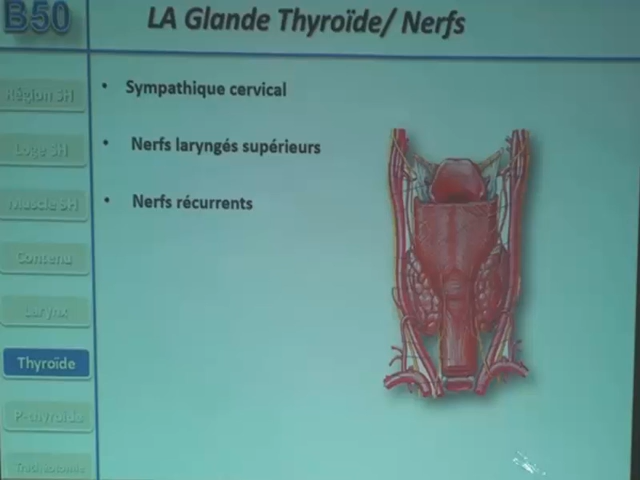 B50
LA Glande Thyroïde/ Nerfs
Région SH
• Sympathique cervical
Loge SH
• Nerfs laryngés supérieurs
Muscle SH
• Nerfs récurrents
Contenu
Larynx
Thyroïde
P-thyroïde